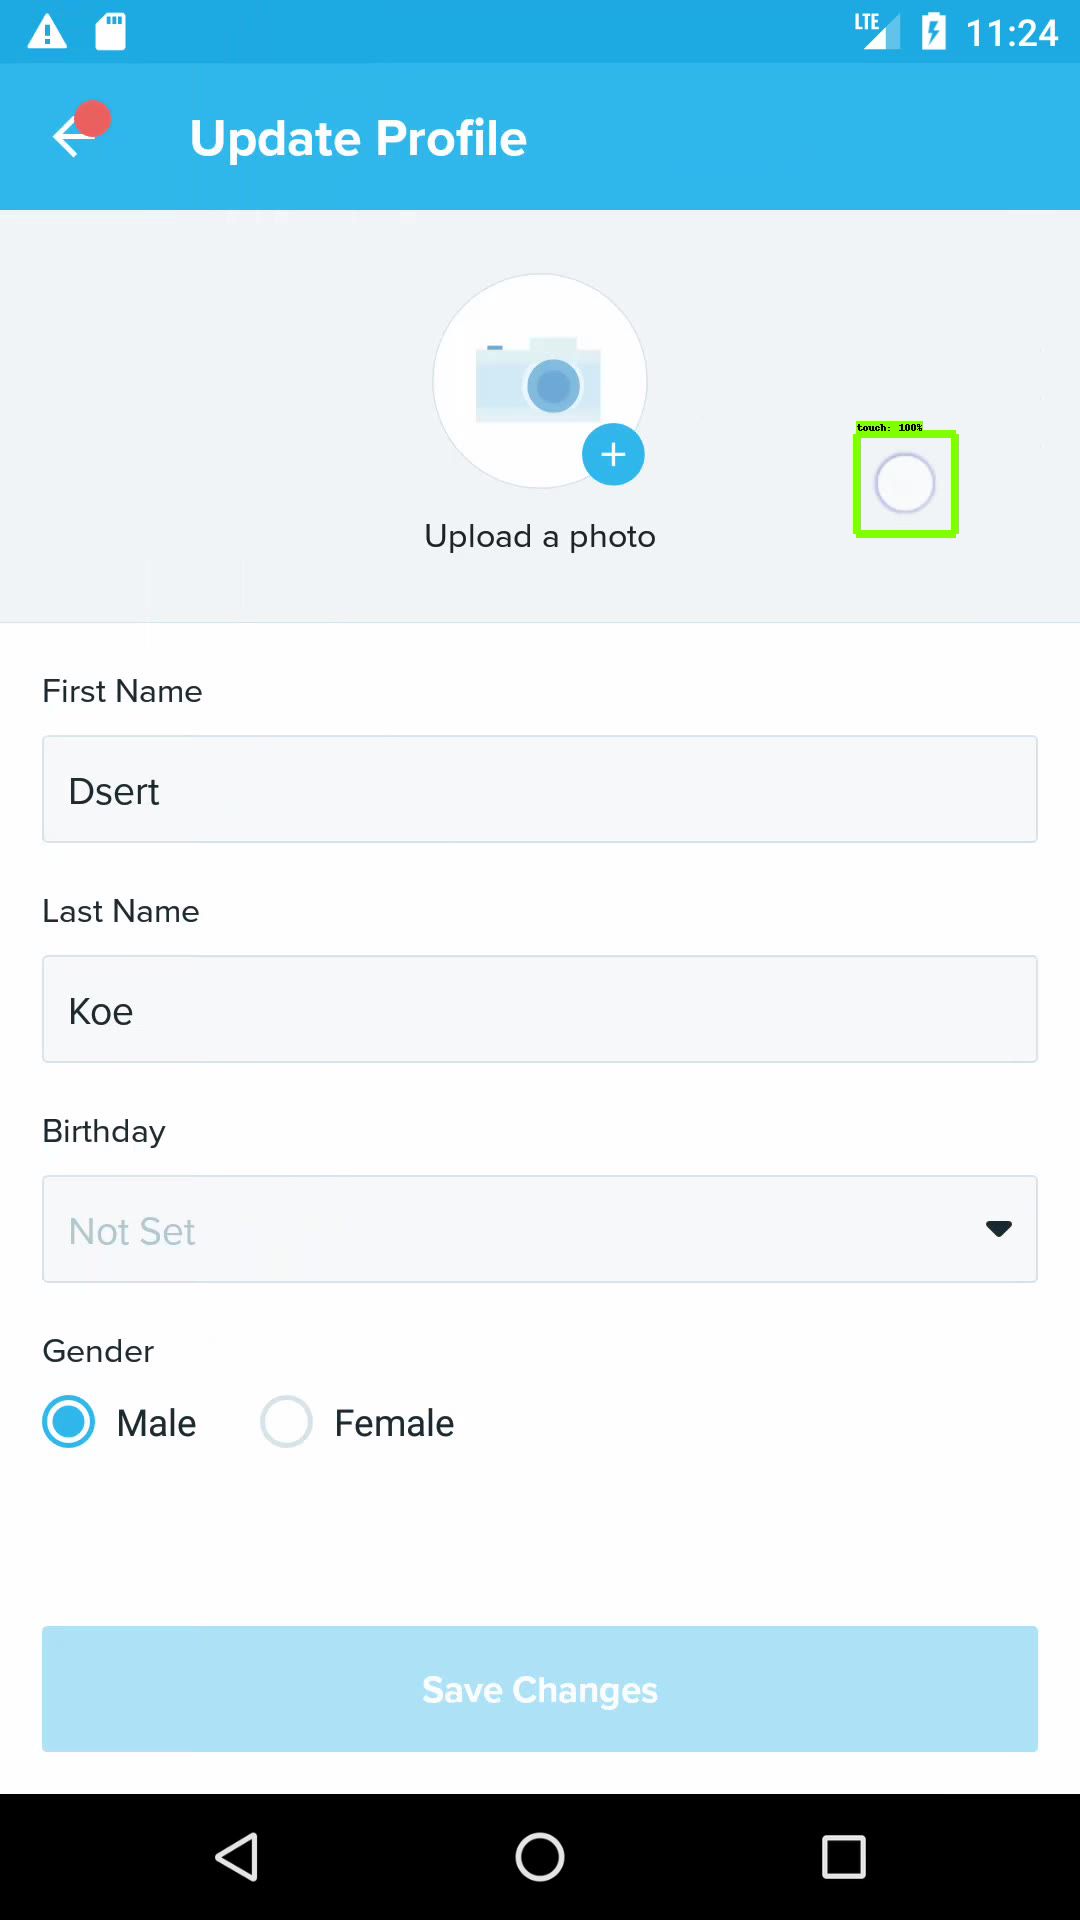 LTE 11:24
Update Profile
touch: 100%
Upload a photo
First Name
Dsert
Last Name
Koe
Birthday
Not Set
Gender
Male Female
Save Changes